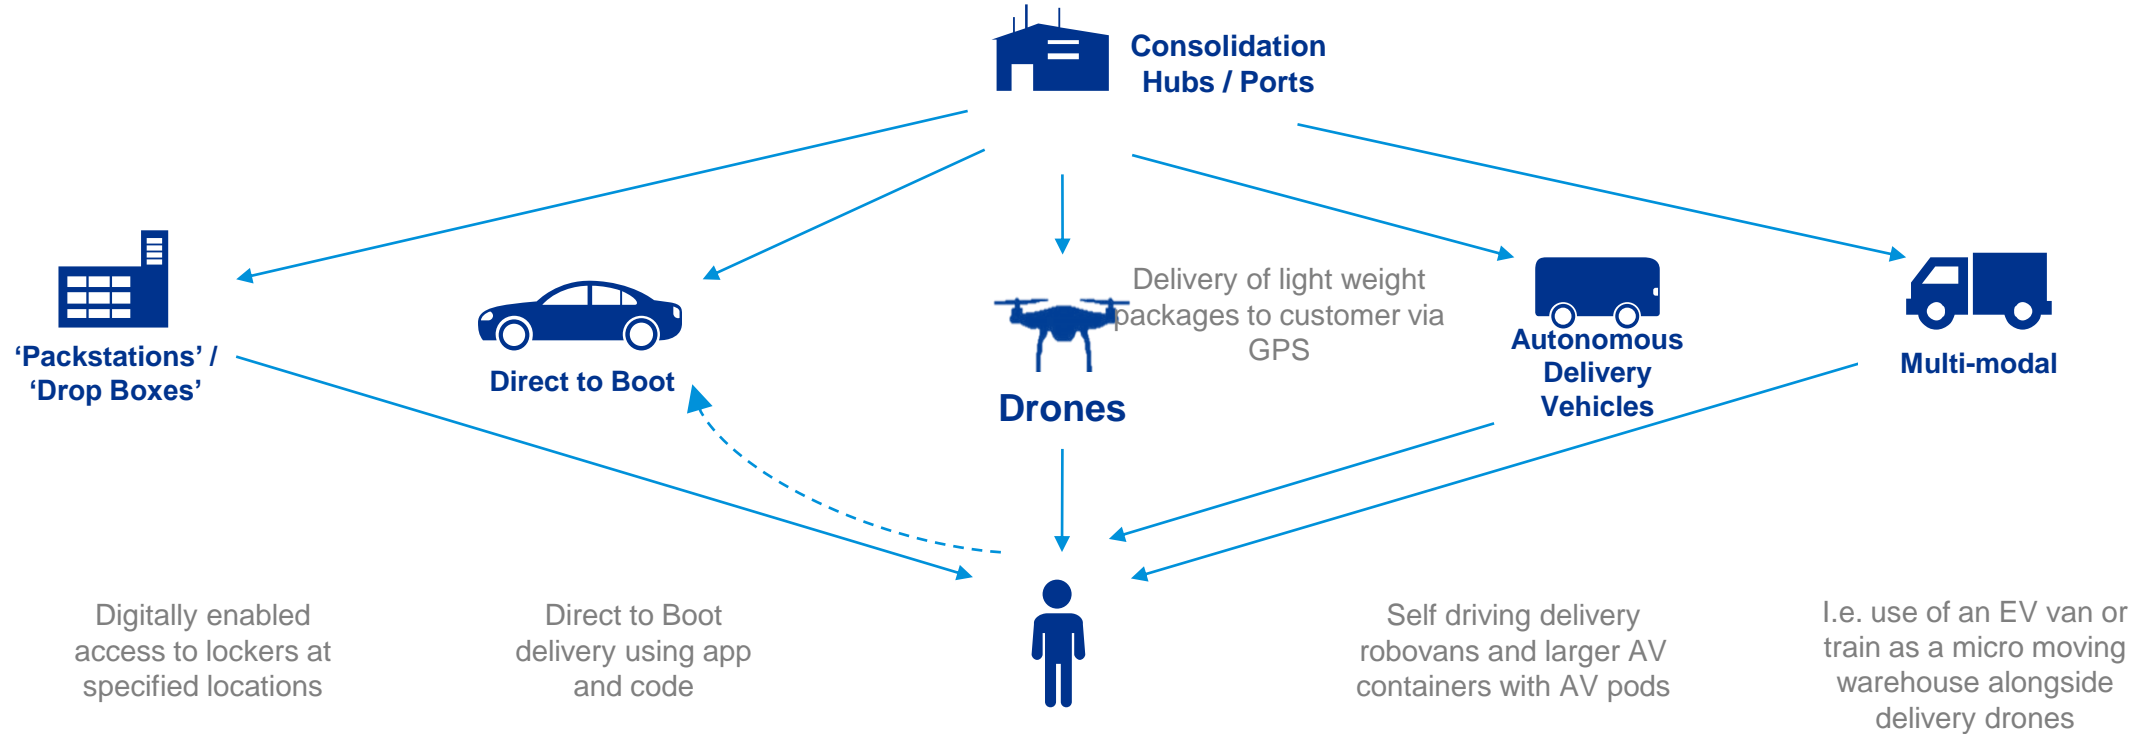 Consolidation
Hubs / Ports
‘Packstations’ /
‘Drop Boxes’
Direct to Boot
Drones
Delivery of light weight
packages to customer via
GPS
Autonomous
Delivery
Vehicles
Multi-modal
Digitally enabled
access to lockers at
specified locations
Direct to Boot
delivery using app
and code
Self driving delivery
robovans and larger AV
containers with AV pods
I.e. use of an EV van or
train as a micro moving
warehouse alongside
delivery drones